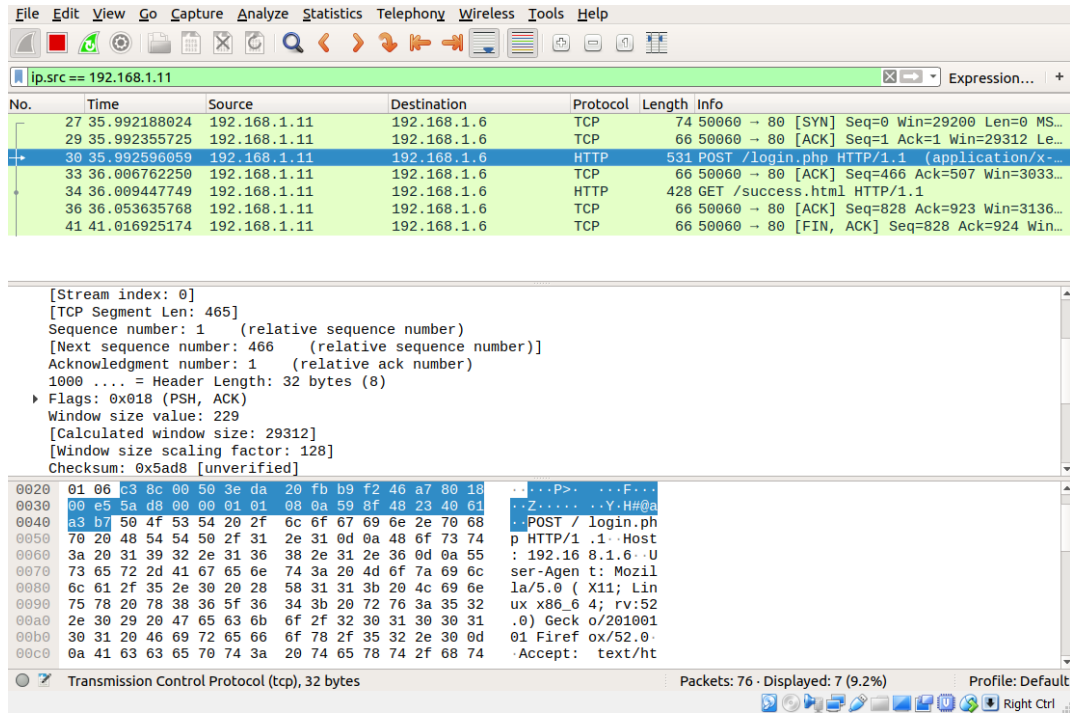 File Edit View Go Capture Analyze Statistics Telephony Wireless Tools Help
ip.src == 192.168.1.11 Expression... +
No. Time Source Destination Protocol Length Info
27 35.992188024 192.168.1.11 192.168.1.6 TCP 74 50060 → 80 [SYN] Seq=0 Win=29200 Len=0 MS…
29 35.992355725 192.168.1.11 192.168.1.6 TCP 66 50060 → 80 [ACK] Seq=1 Ack=1 Win=29312 Le…
30 35.992596059 192.168.1.11 192.168.1.6 HTTP 531 POST /login.php HTTP/1.1 (application/x-…
33 36.006762250 192.168.1.11 192.168.1.6 TCP 66 50060 → 80 [ACK] Seq=466 Ack=507 Win=3033…
34 36.009447749 192.168.1.11 192.168.1.6 HTTP 428 GET /success.html HTTP/1.1
36 36.053635768 192.168.1.11 192.168.1.6 TCP 66 50060 → 80 [ACK] Seq=828 Ack=923 Win=3136…
41 41.016925174 192.168.1.11 192.168.1.6 TCP 66 50060 → 80 [FIN, ACK] Seq=828 Ack=924 Win…
[Stream index: 0]
[TCP Segment Len: 465]
Sequence number: 1 (relative sequence number)
[Next sequence number: 466 (relative sequence number)]
Acknowledgment number: 1 (relative ack number)
1000 .... = Header Length: 32 bytes (8)
Flags: 0x018 (PSH, ACK)
Window size value: 229
[Calculated window size: 29312]
[Window size scaling factor: 128]
Checksum: 0x5ad8 [unverified]
0020 01 06 c3 8c 00 50 3e da 20 fb b9 f2 46 a7 80 18 ·····P>· ···F···
0030 00 e5 5a d8 00 00 01 01 08 0a 59 8f 48 23 40 61 ··Z····· ··Y·H#@a
0040 a3 b7 50 4f 53 54 20 2f 6c 6f 67 69 6e 2e 70 68 ··POST / login.ph
0050 70 20 48 54 54 50 2f 31 2e 31 0d 0a 48 6f 73 74 p HTTP/1 .1··Host
0060 3a 20 31 39 32 2e 31 36 38 2e 31 2e 36 0d 0a 55 : 192.16 8.1.6··U
0070 73 65 72 2d 41 67 65 6e 74 3a 20 4d 6f 7a 69 6c ser-Agen t: Mozil
0080 6c 61 2f 35 2e 30 20 28 58 31 31 3b 20 4c 69 6e la/5.0 ( X11; Lin
0090 75 78 20 78 38 36 5f 36 34 3b 20 72 76 3a 35 32 ux x86_6 4; rv:52
00a0 2e 30 29 20 47 65 63 6b 6f 2f 32 30 31 30 30 31 .0) Geck o/201001
00b0 30 31 20 46 69 72 65 66 6f 78 2f 35 32 2e 30 0d 01 Firef ox/52.0·
00c0 0a 41 63 63 65 70 74 3a 20 74 65 78 74 2f 68 74 ·Accept: text/ht
Transmission Control Protocol (tcp), 32 bytes Packets: 76 · Displayed: 7 (9.2%) Profile: Default
Right Ctrl